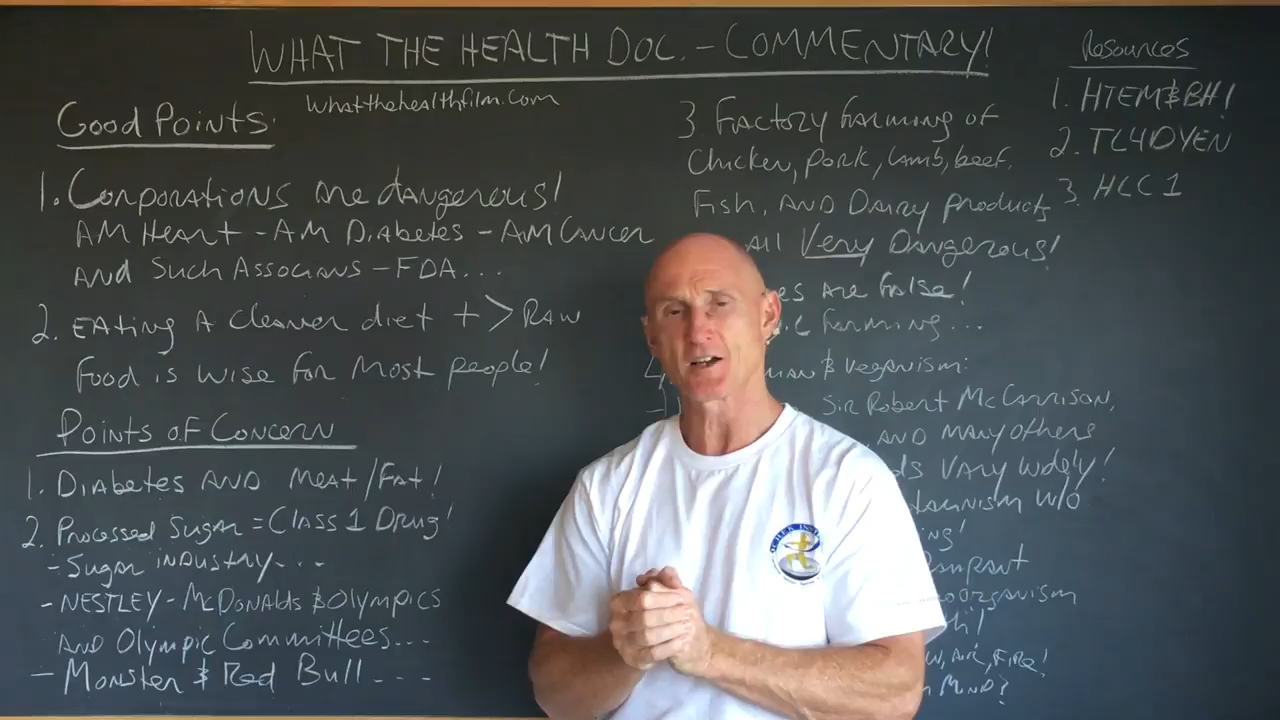 WHAT THE HEALTH DOC. - COMMENTARY!
whatthehealthfilm.com
Good Points:
1. Corporations are dangerous!
AM Heart - AM Diabetes - AM Cancer
AND Such Associans - FDA...
2. EAting A cleaner diet + > RAW
Food is wise for most people!
Points of Concern
1. Diabetes AND Meat/Fat!
2. Processed Sugar = Class 1 Drug!
- Sugar industry...
- NESTLEY - McDonalds & Olympics
AND Olympic Committees...
- Monster & Red Bull....
3. Factory farming of
Chicken, pork, lamb, beef,
Fish, AND Dairy products
All Very Dangerous!
are false!
farming...
4.
& Veganism:
Sir Robert McCarrison,
AND MANY others
Vary widely!
W/O
Resources
1. HTEM&BH!
2. TL4DYEN
3. HCC 1
AIR, FIRE!
MIND?